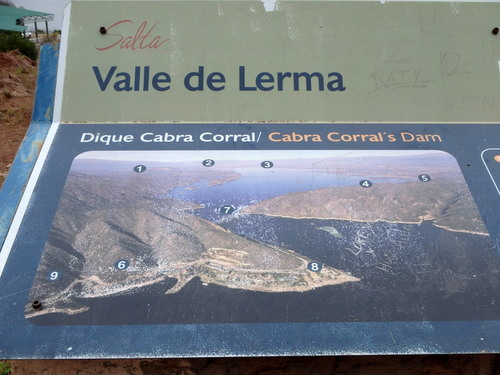 Salta
Valle de Lerma
Dique Cabra Corral/ Cabra Corral's Dam
1 2 3 4 5
7
9 6 8